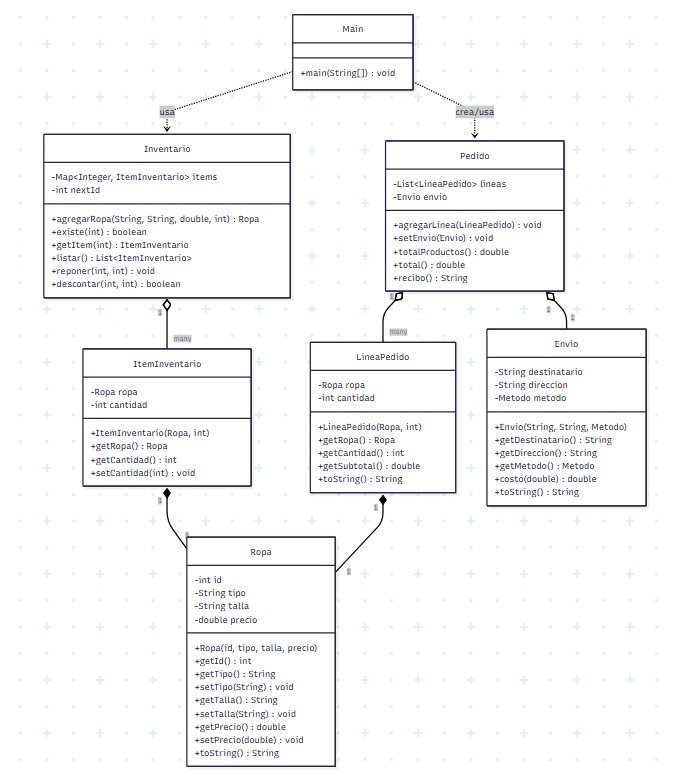 Main
+main(String[]) : void
usa
crea/usa
Inventario
-Map<Integer, ItemInventario> items
-int nextId
+agregarRopa(String, String, double, int) : Ropa
+existe(int) : boolean
+getItem(int) : ItemInventario
+listar() : List<ItemInventario>
+reponer(int, int) : void
+descontar(int, int) : boolean
Pedido
-List<LineaPedido> lineas
-Envio envio
+agregarLinea(LineaPedido) : void
+setEnvio(Envio) : void
+totalProductos() : double
+total() : double
+recibo() : String
1
many
1
many
1
1
ItemInventario
-Ropa ropa
-int cantidad
+ItemInventario(Ropa, int)
+getRopa() : Ropa
+getCantidad() : int
+setCantidad(int) : void
LineaPedido
-Ropa ropa
-int cantidad
+LineaPedido(Ropa, int)
+getRopa() : Ropa
+getCantidad() : int
+getSubtotal() : double
+toString() : String
Envio
-String destinatario
-String direccion
-Metodo metodo
+Envio(String, String, Metodo)
+getDestinatario() : String
+getDireccion() : String
+getMetodo() : Metodo
+costo(double) : double
+toString() : String
1
1
1
1
Ropa
-int id
-String tipo
-String talla
-double precio
+Ropa(id, tipo, talla, precio)
+getId() : int
+getTipo() : String
+setTipo(String) : void
+getTalla() : String
+setTalla(String) : void
+getPrecio() : double
+setPrecio(double) : void
+toString() : String